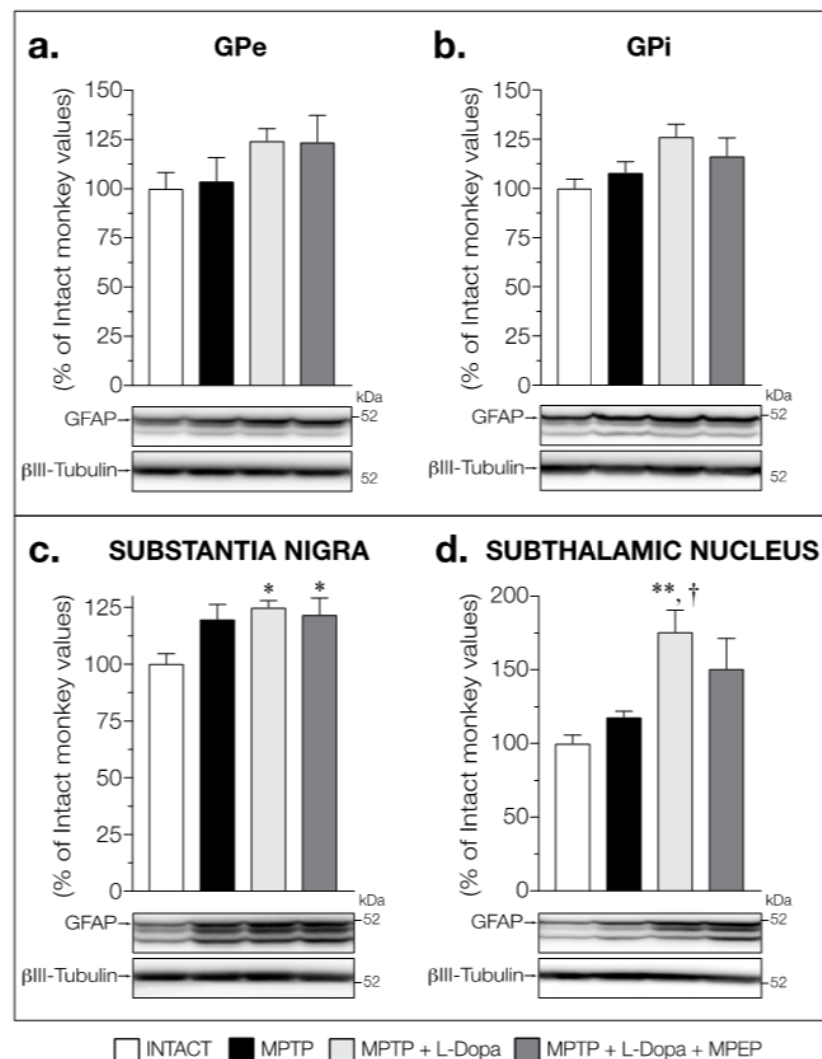 a. GPe
(% of Intact monkey values)
125
100
75
50
25
0
kDa
GFAP→
52
βIII-Tubulin→
52
b. GPi
(% of Intact monkey values)
125
100
75
50
25
0
kDa
GFAP→
52
βIII-Tubulin→
52
c. SUBSTANTIA NIGRA
(% of Intact monkey values)
* *
125
100
75
50
25
0
kDa
GFAP→
52
βIII-Tubulin→
52
d. SUBTHALAMIC NUCLEUS
(% of Intact monkey values)
**, †
200
150
100
50
0
kDa
GFAP→
52
βIII-Tubulin→
52
INTACT MPTP MPTP + L-Dopa MPTP + L-Dopa + MPEP